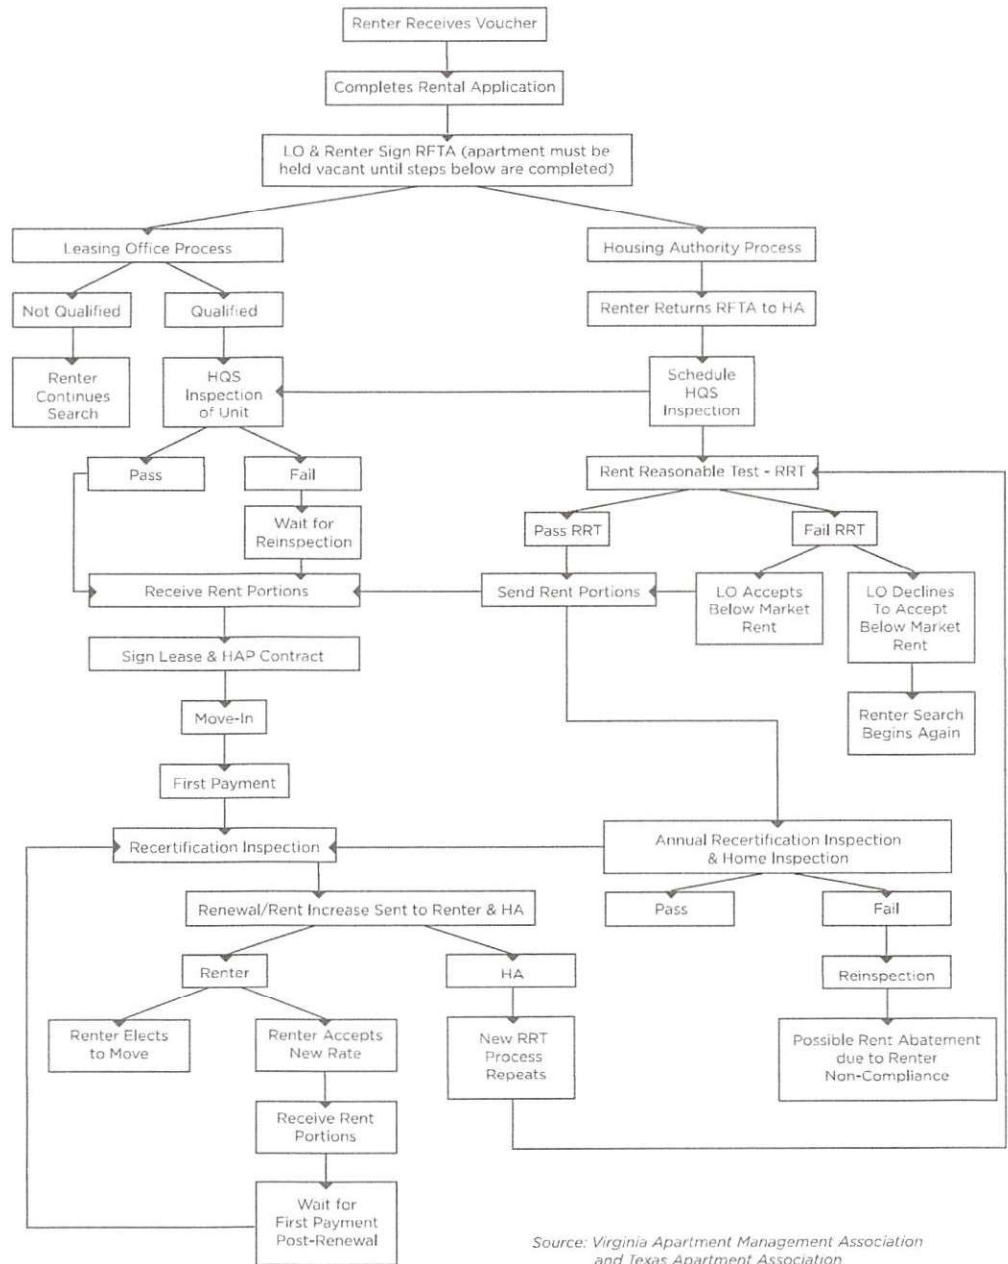 Renter Receives Voucher
Completes Rental Application
LO & Renter Sign RFTA (apartment must be
held vacant until steps below are completed)
Leasing Office Process
Housing Authority Process
Not Qualified
Qualified
Renter Returns RFTA to HA
Renter
Continues
Search
HQS
Inspection
of Unit
Schedule
HQS
Inspection
Pass
Fail
Rent Reasonable Test - RRT
Wait for
Reinspection
Pass RRT
Fail RRT
Receive Rent Portions
Send Rent Portions
LO Accepts
Below Market
Rent
LO Declines
To Accept
Below Market
Rent
Sign Lease & HAP Contract
Move-In
Renter Search
Begins Again
First Payment
Recertification Inspection
Annual Recertification Inspection
& Home Inspection
Renewal/Rent Increase Sent to Renter & HA
Pass
Fail
Renter
HA
Reinspection
Renter Elects
to Move
Renter Accepts
New Rate
New RRT
Process
Repeats
Possible Rent Abatement
due to Renter
Non-Compliance
Receive Rent
Portions
Wait for
First Payment
Post-Renewal
Source: Virginia Apartment Management Association
and Texas Apartment Association